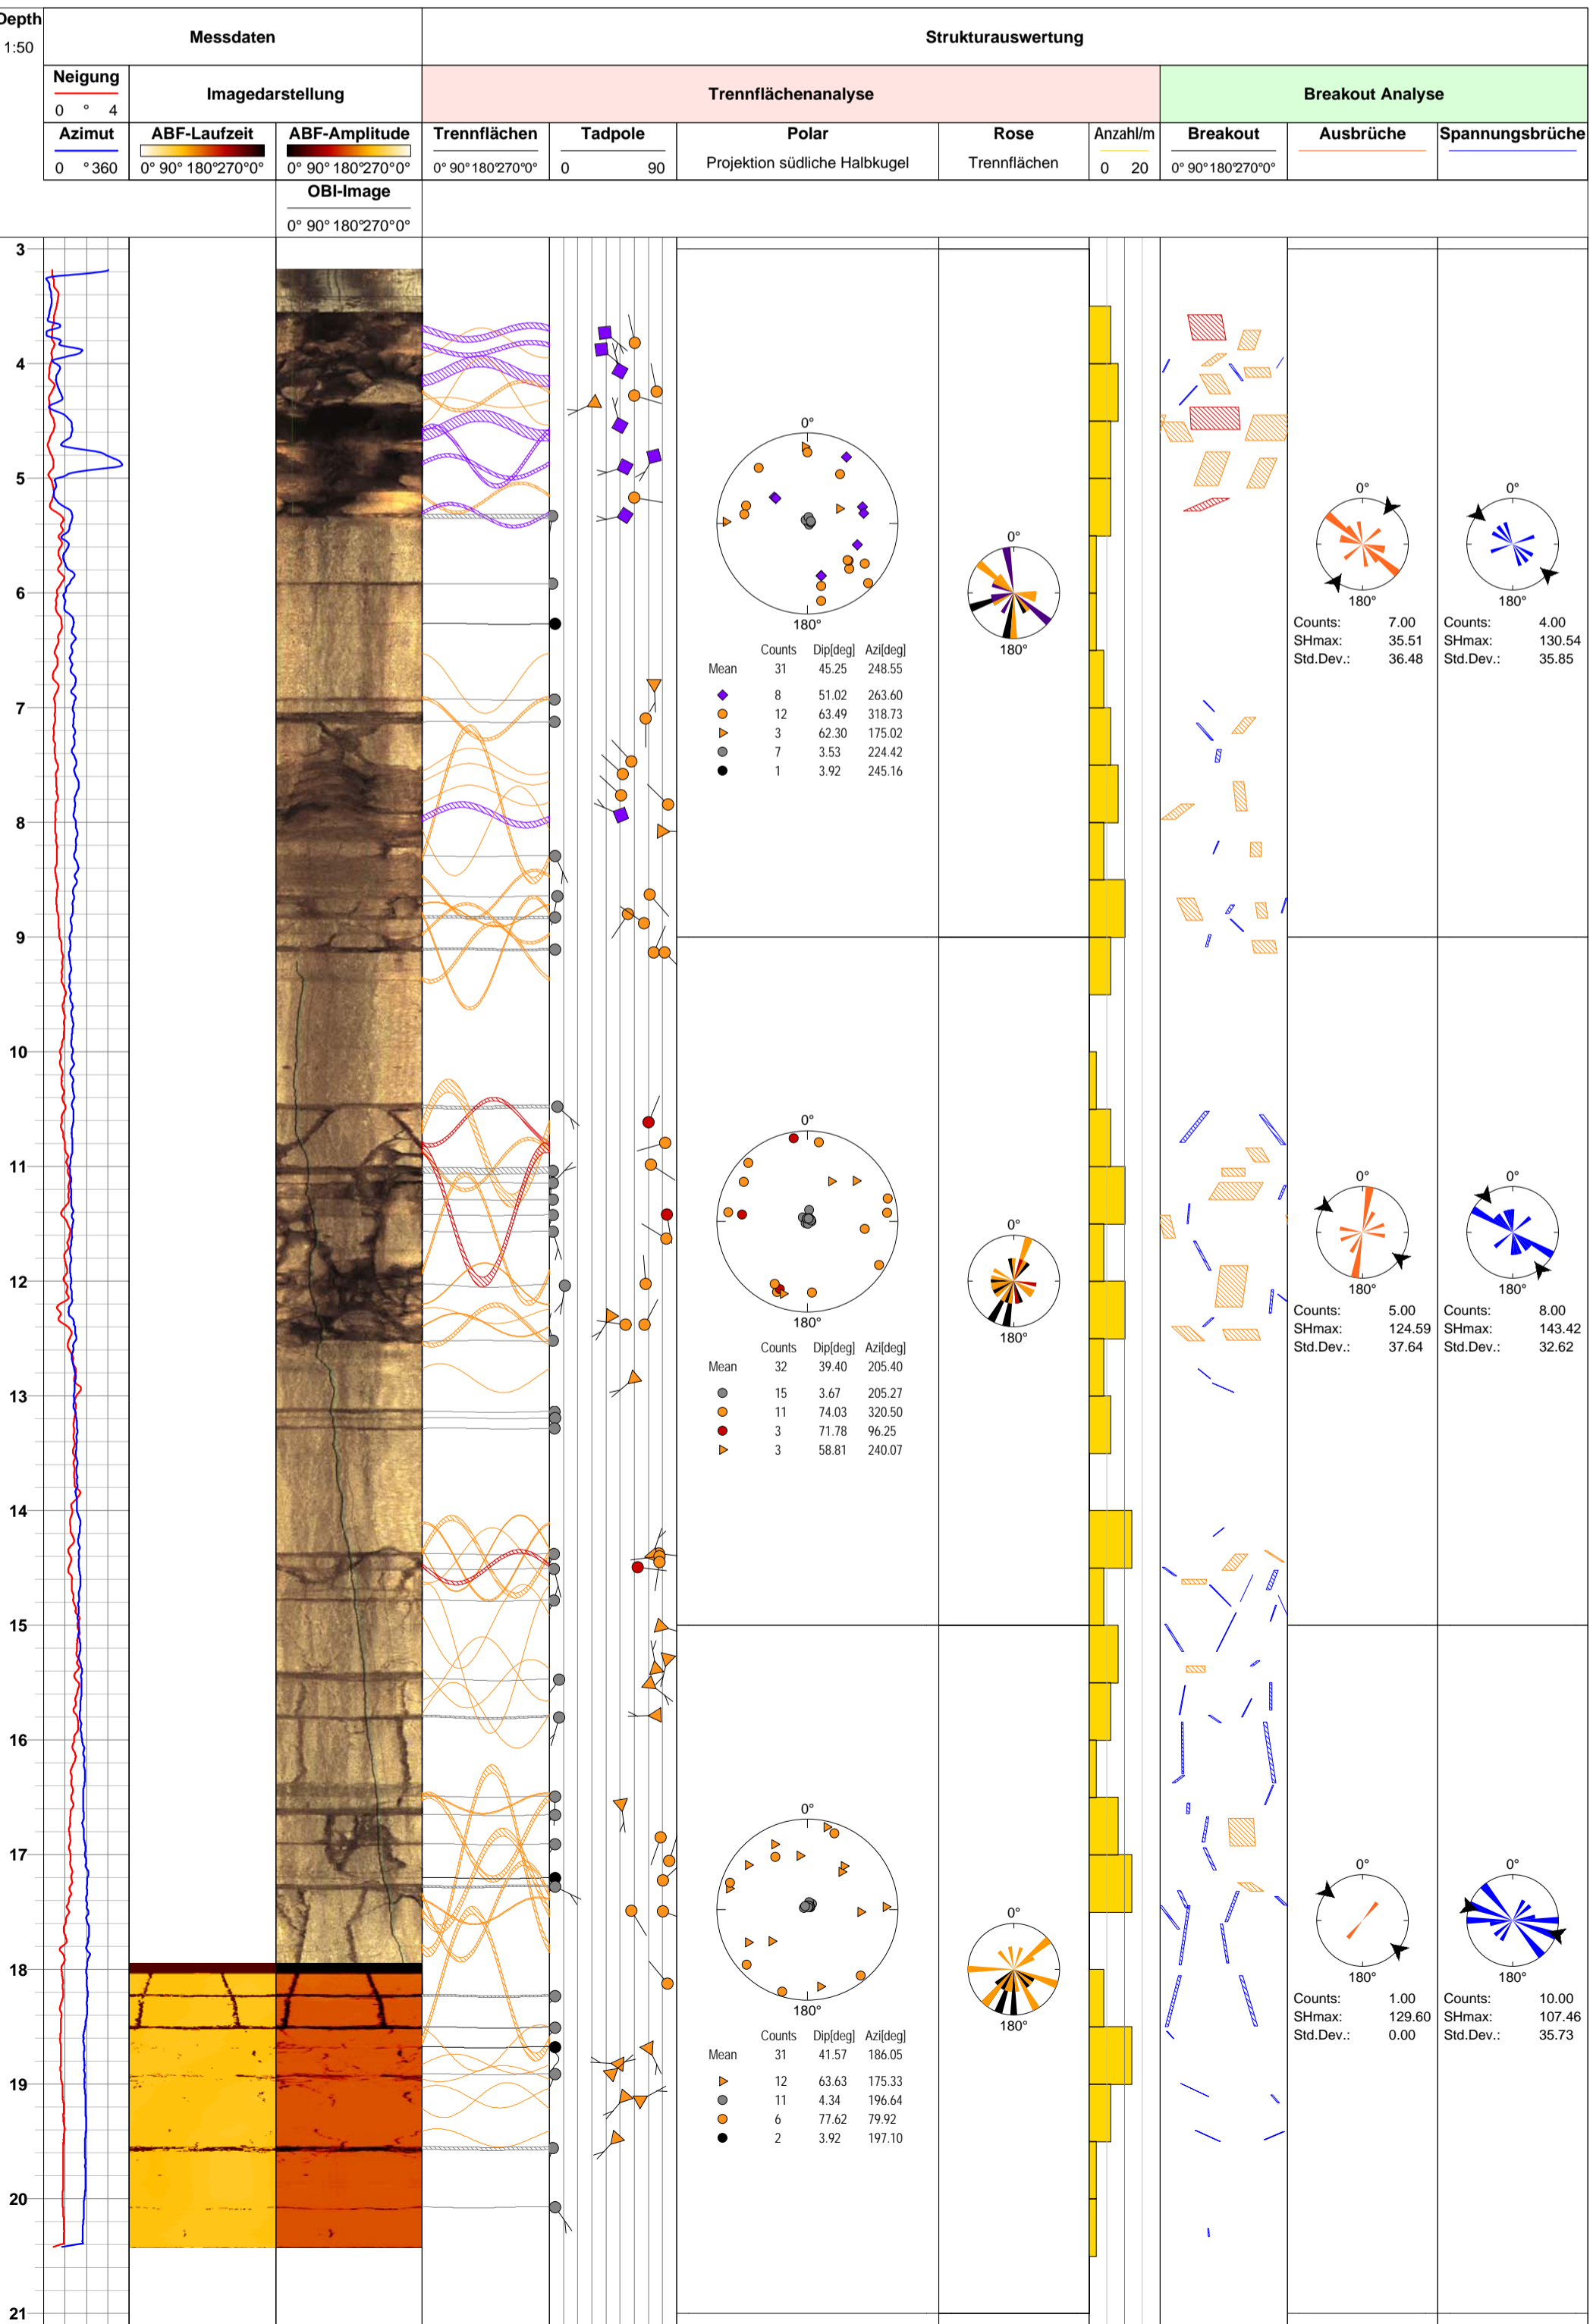 Depth
1:50
Messdaten
Strukturauswertung
Neigung
0 ° 4
Imagedarstellung
Trennflächenanalyse
Breakout Analyse
Azimut
0 °360
ABF-Laufzeit
0° 90° 180°270°0°
ABF-Amplitude
0° 90° 180°270°0°
Trennflächen
0° 90° 180°270°0°
Tadpole
0 90
Polar
Projektion südliche Halbkugel
Rose
Trennflächen
Anzahl/m
0 20
Breakout
0° 90° 180°270°0°
Ausbrüche
Spannungsbrüche
OBI-Image
0° 90° 180°270°0°
3
4
5
6
7
8
9
10
11
12
13
14
15
16
17
18
19
20
21
0°
180°
Counts Dip[deg] Azi[deg]
Mean 31 45.25 248.55
8 51.02 263.60
12 63.49 318.73
3 62.30 175.02
7 3.53 224.42
1 3.92 245.16
0°
180°
0°
180°
Counts: 7.00
SHmax: 35.51
Std.Dev.: 36.48
0°
180°
Counts: 4.00
SHmax: 130.54
Std.Dev.: 35.85
0°
180°
Counts Dip[deg] Azi[deg]
Mean 32 39.40 205.40
15 3.67 205.27
11 74.03 320.50
3 71.78 96.25
3 58.81 240.07
0°
180°
0°
180°
Counts: 5.00
SHmax: 124.59
Std.Dev.: 37.64
0°
180°
Counts: 8.00
SHmax: 143.42
Std.Dev.: 32.62
0°
180°
Counts Dip[deg] Azi[deg]
Mean 31 41.57 186.05
12 63.63 175.33
11 4.34 196.64
6 77.62 79.92
2 3.92 197.10
0°
180°
0°
180°
Counts: 1.00
SHmax: 129.60
Std.Dev.: 0.00
0°
180°
Counts: 10.00
SHmax: 107.46
Std.Dev.: 35.73